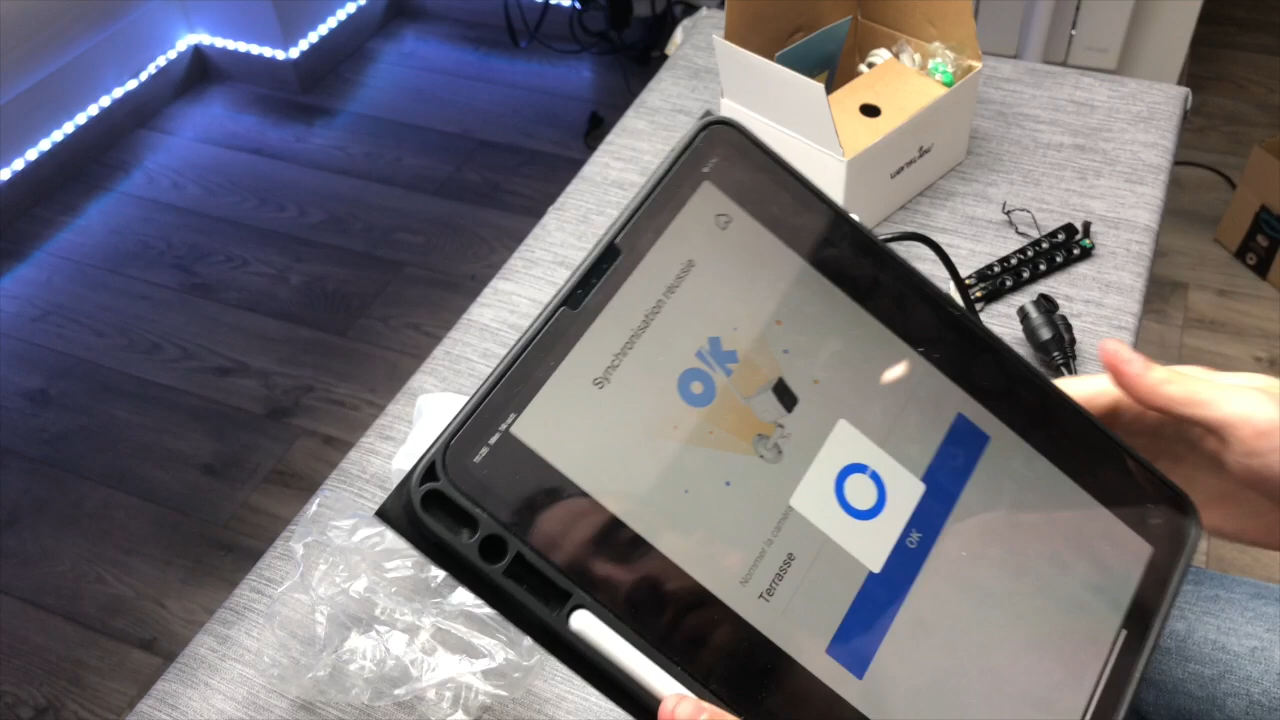 Synchronisation réussie
OK
Nommer la caméra
Terrasse
OK